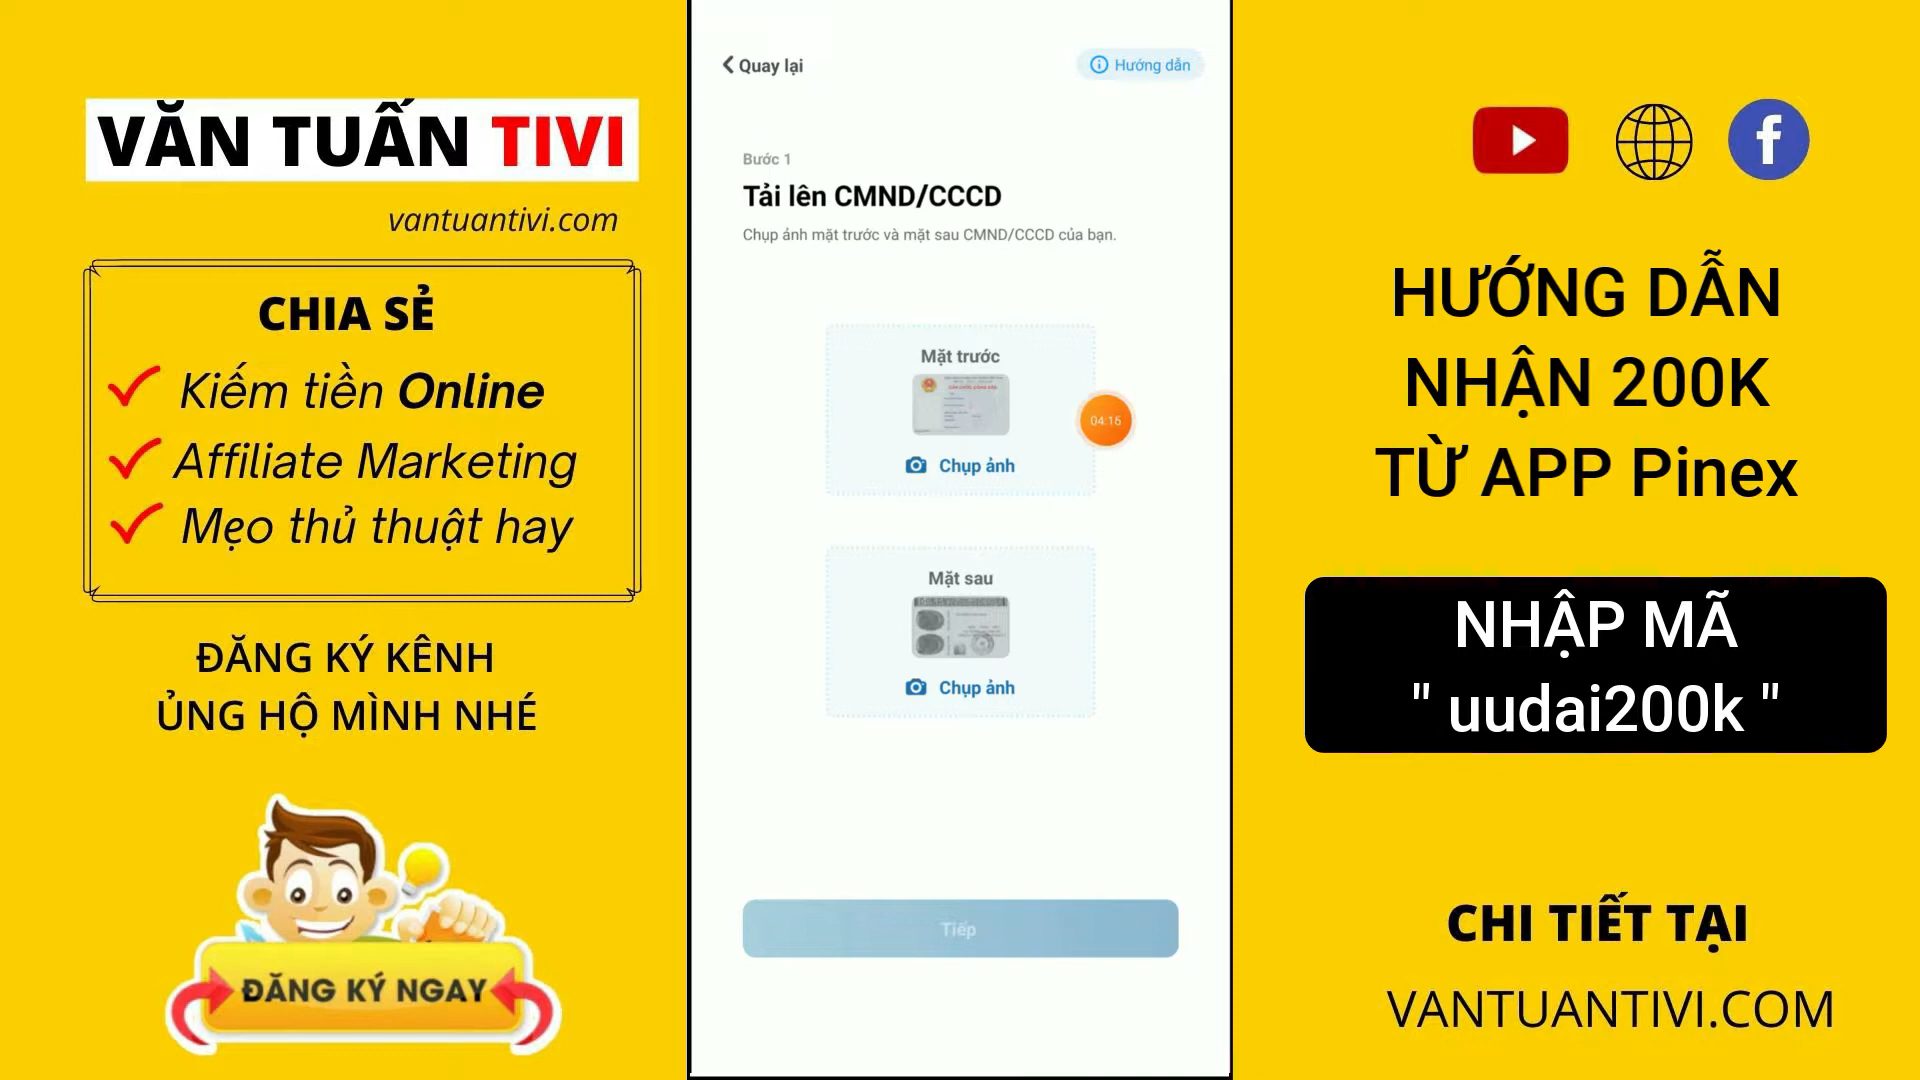 VĂN TUẤN TIVI
vantuantivi.com
CHIA SẺ
Kiếm tiền Online
Affiliate Marketing
Mẹo thủ thuật hay
ĐĂNG KÝ KÊNH
ỦNG HỘ MÌNH NHÉ
ĐĂNG KÝ NGAY
Quay lại
Hướng dẫn
Bước 1
Tải lên CMND/CCCD
Chụp ảnh mặt trước và mặt sau CMND/CCCD của bạn.
Mặt trước
Chụp ảnh
04:15
Mặt sau
Chụp ảnh
Tiếp
HƯỚNG DẪN
NHẬN 200K
TỪ APP Pinex
NHẬP MÃ
" uudai200k "
CHI TIẾT TẠI
VANTUANTIVI.COM